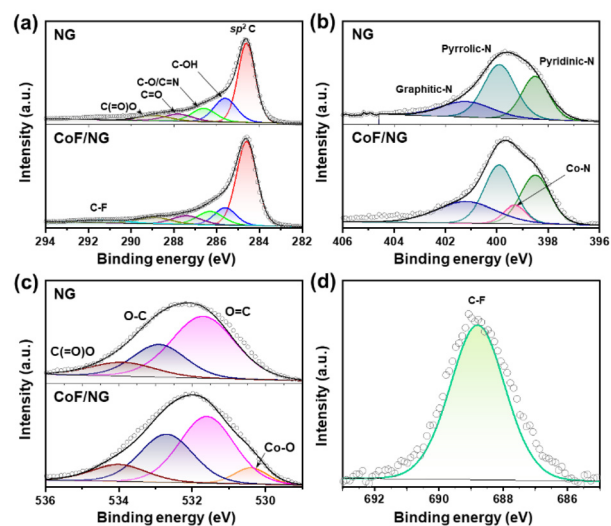 (a)
NG
sp² C
C-OH
C-O/C=N
C=O
C(=O)O
CoF/NG
C-F
Intensity (a.u.)
294 292 290 288 286 284 282
Binding energy (eV)
(b)
NG
Pyrrolic-N
Pyridinic-N
Graphitic-N
CoF/NG
Co-N
Intensity (a.u.)
406 404 402 400 398 396
Binding energy (eV)
(c)
NG
O-C
O=C
C(=O)O
CoF/NG
Co-O
Intensity (a.u.)
536 534 532 530
Binding energy (eV)
(d)
C-F
Intensity (a.u.)
692 690 688 686
Binding energy (eV)